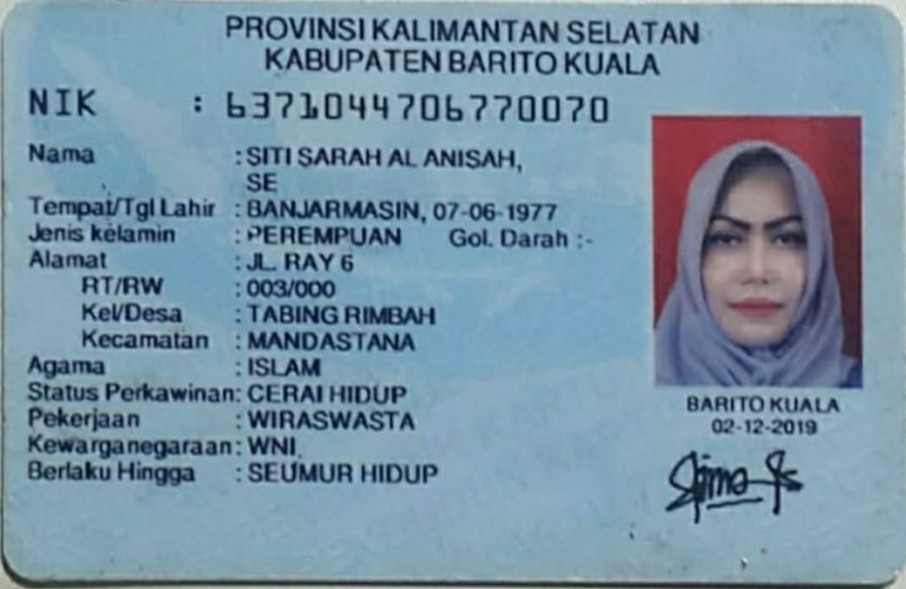 PROVINSI KALIMANTAN SELATAN
KABUPATEN BARITO KUALA
NIK : 6371044706770070
Nama : SITI SARAH AL ANISAH,
SE
Tempat/Tgl Lahir : BANJARMASIN, 07-06-1977
Jenis kelamin : PEREMPUAN Gol. Darah :-
Alamat : JL. RAY 6
RT/RW : 003/000
Kel/Desa : TABING RIMBAH
Kecamatan : MANDASTANA
Agama : ISLAM
Status Perkawinan: CERAI HIDUP
Pekerjaan : WIRASWASTA
Kewarganegaraan: WNI
Berlaku Hingga : SEUMUR HIDUP
BARITO KUALA
02-12-2019